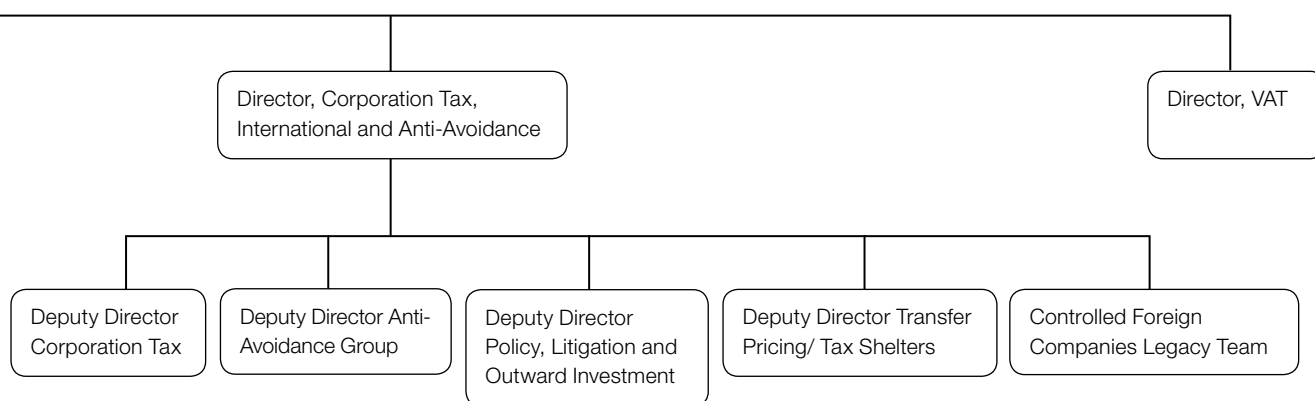 Director, Corporation Tax,
International and Anti-Avoidance
Director, VAT
Deputy Director
Corporation Tax
Deputy Director Anti-
Avoidance Group
Deputy Director
Policy, Litigation and
Outward Investment
Deputy Director Transfer
Pricing/ Tax Shelters
Controlled Foreign
Companies Legacy Team